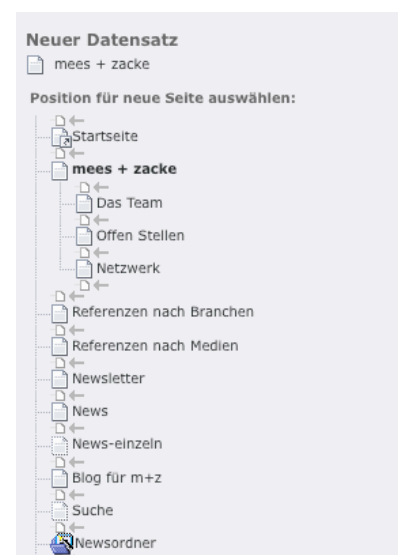 Neuer Datensatz
mees + zacke
Position für neue Seite auswählen:
Startseite
mees + zacke
Das Team
Offen Stellen
Netzwerk
Referenzen nach Branchen
Referenzen nach Medien
Newsletter
News
News-einzeln
Blog für m+z
Suche
Newsordner